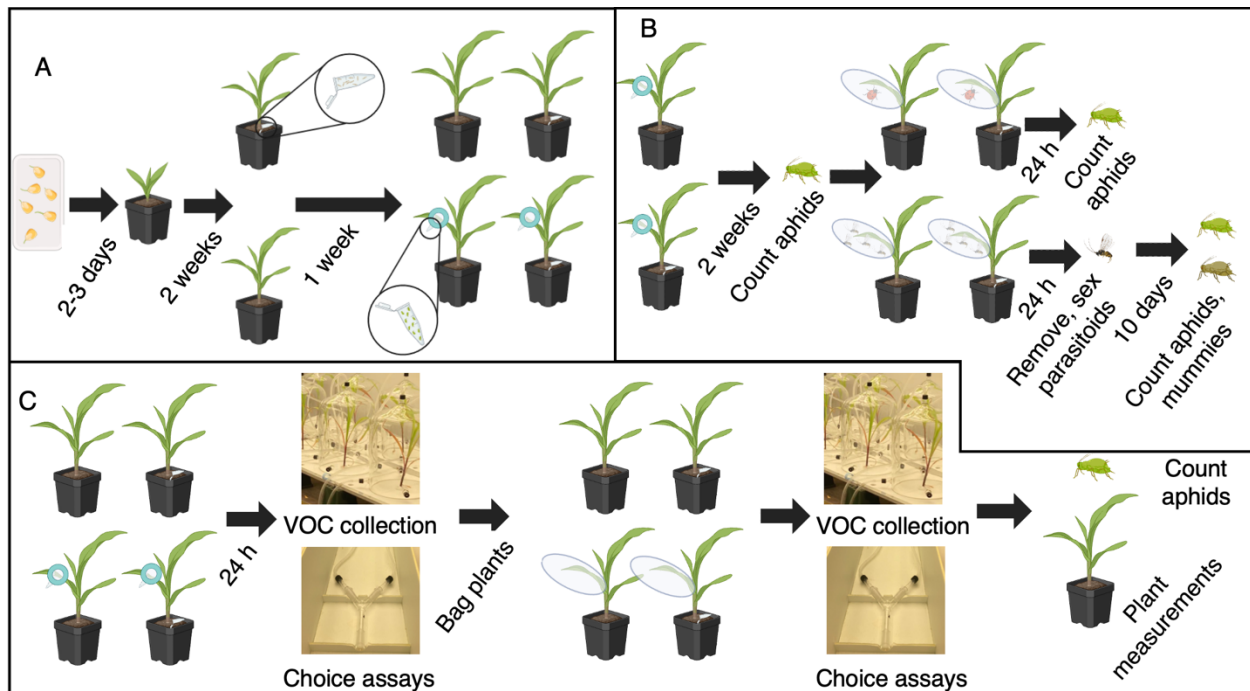 A
2-3 days
2 weeks
1 week
B
2 weeks
Count aphids
24 h
Count
aphids
24 h
Remove, sex
parasitoids
10 days
Count aphids,
mummies
C
24 h
VOC collection
Choice assays
Bag plants
VOC collection
Choice assays
Count
aphids
Plant
measurements